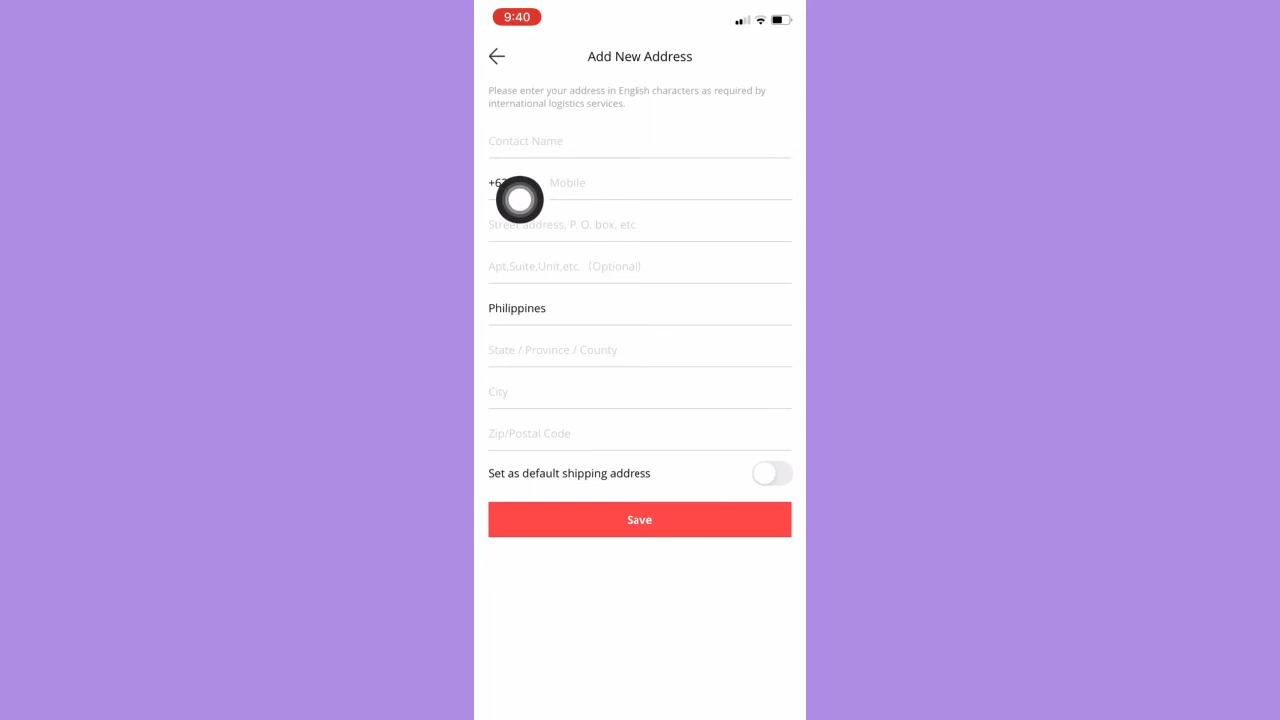 9:40
Add New Address
Please enter your address in English characters as required by
international logistics services.
Contact Name
Mobile
Street address, P. O. box, etc
Apt,Suite,Unit,etc. (Optional)
Philippines
State / Province / County
City
Zip/Postal Code
Set as default shipping address
Save